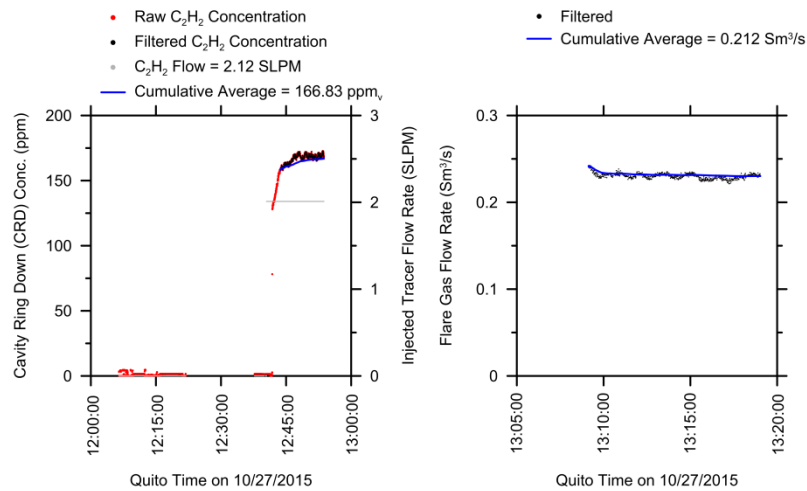 Raw C₂H₂ Concentration
Filtered C₂H₂ Concentration
C₂H₂ Flow = 2.12 SLPM
Cumulative Average = 166.83 ppmᵥ
Cavity Ring Down (CRD) Conc. (ppm)
200
150
100
50
0
3
2
1
0
Injected Tracer Flow Rate (SLPM)
12:00:00
12:15:00
12:30:00
12:45:00
13:00:00
Quito Time on 10/27/2015
Filtered
Cumulative Average = 0.212 Sm³/s
Flare Gas Flow Rate (Sm³/s)
0.3
0.2
0.1
0
13:05:00
13:10:00
13:15:00
13:20:00
Quito Time on 10/27/2015